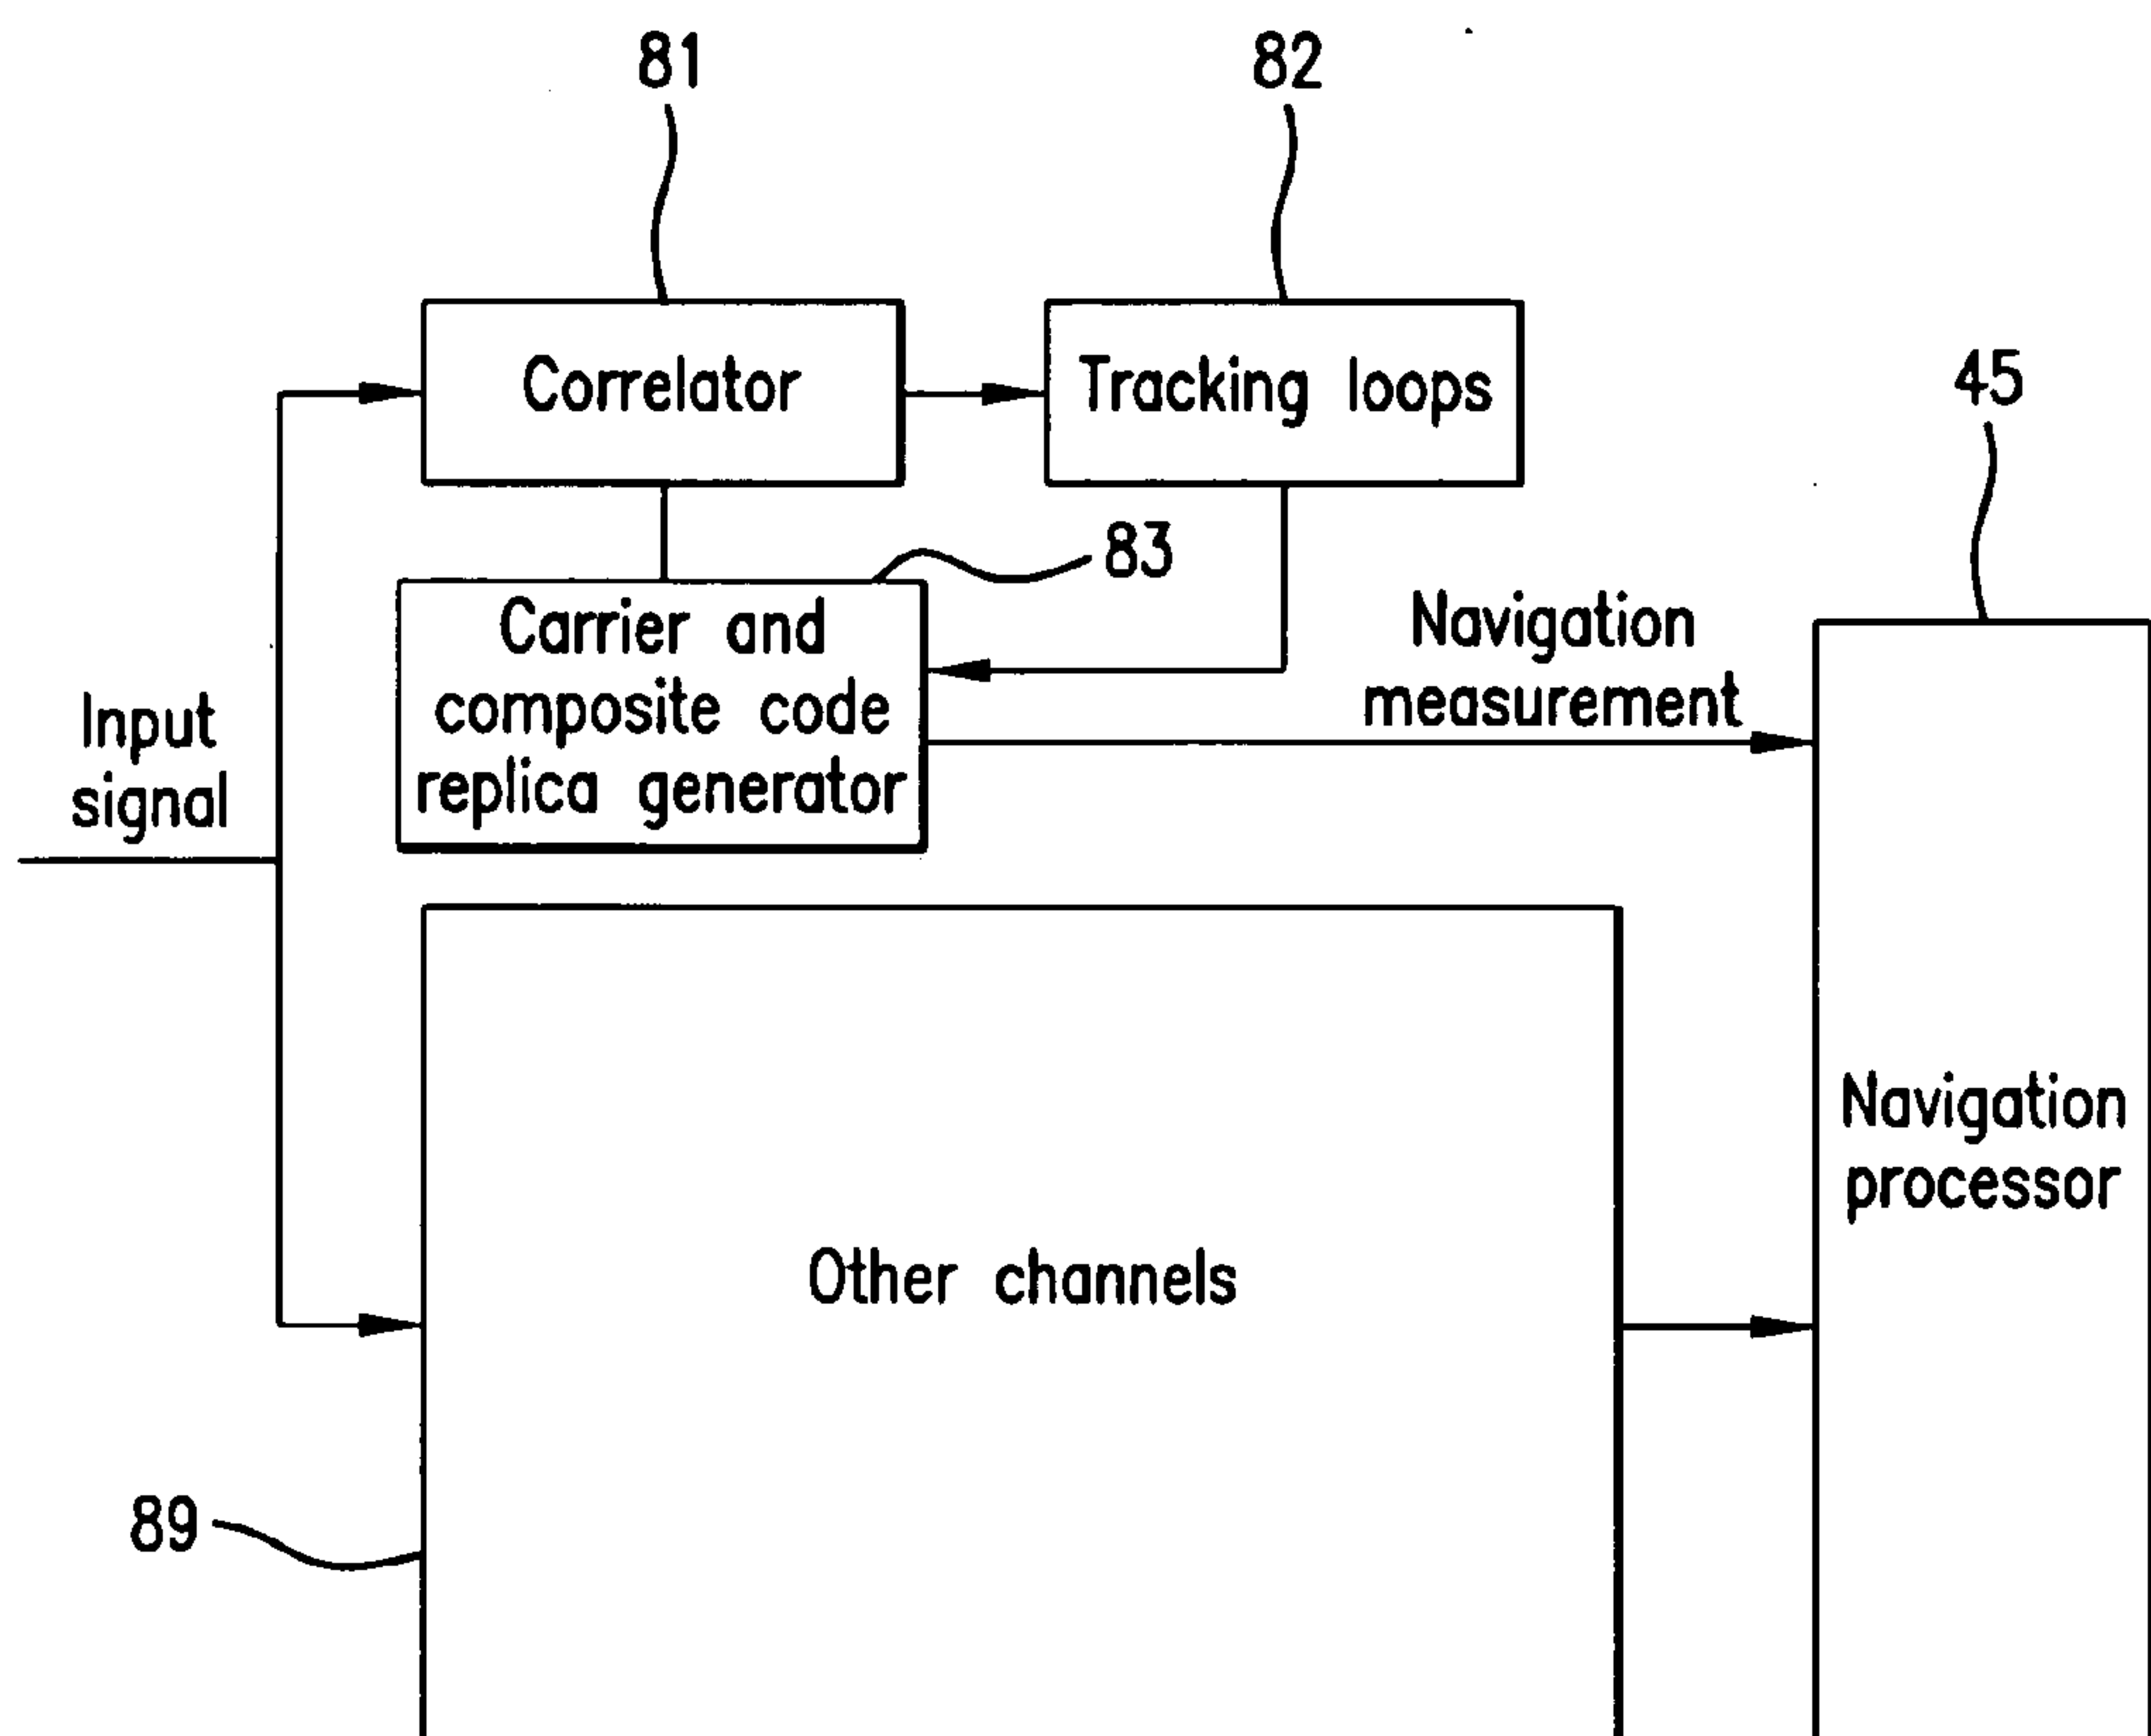 81
82
Correlator
Tracking loops
45
83
Carrier and
composite code
replica generator
Navigation
measurement
Input
signal
Navigation
processor
Other channels
89